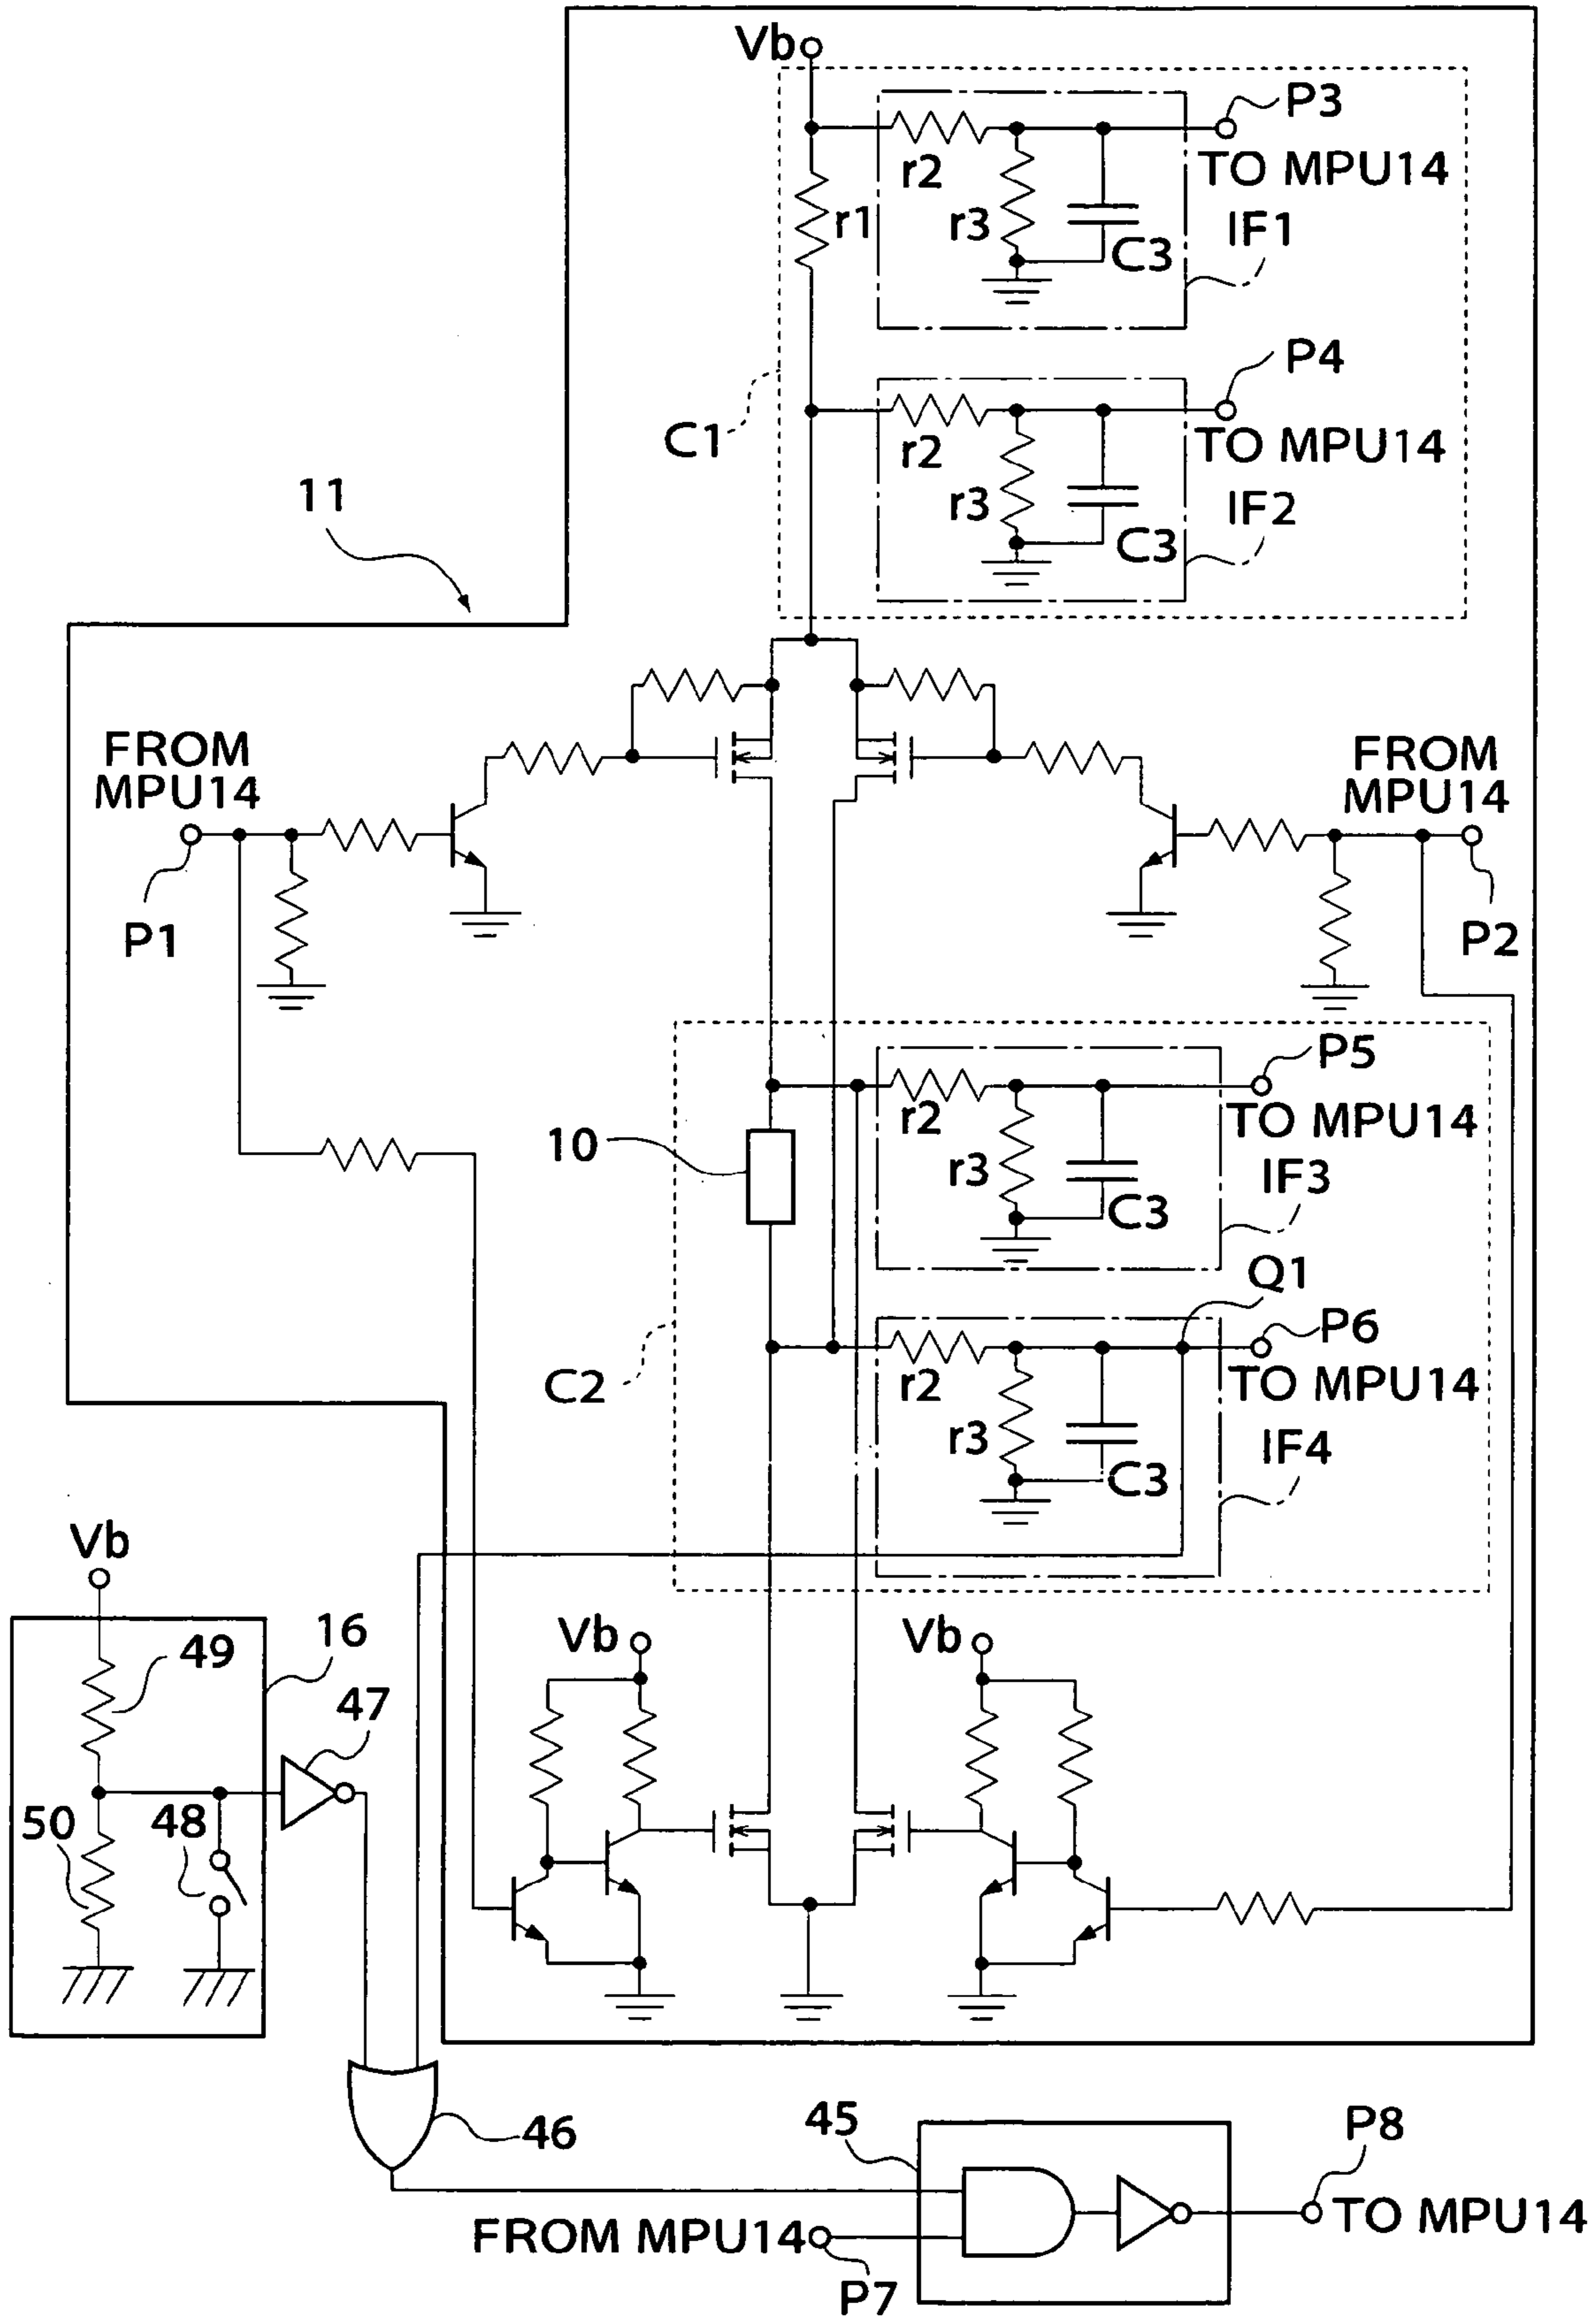 Vb
P3
r2
TO MPU14
r1
r3
IF1
C3
P4
C1
r2
TO MPU14
11
r3
IF2
C3
FROM
MPU14
FROM
MPU14
P1
P2
P5
10
r2
TO MPU14
r3
IF3
C3
Q1
P6
C2
r2
TO MPU14
r3
IF4
C3
Vb
16
Vb
Vb
49
47
50
48
46
45
P8
FROM MPU14
TO MPU14
P7